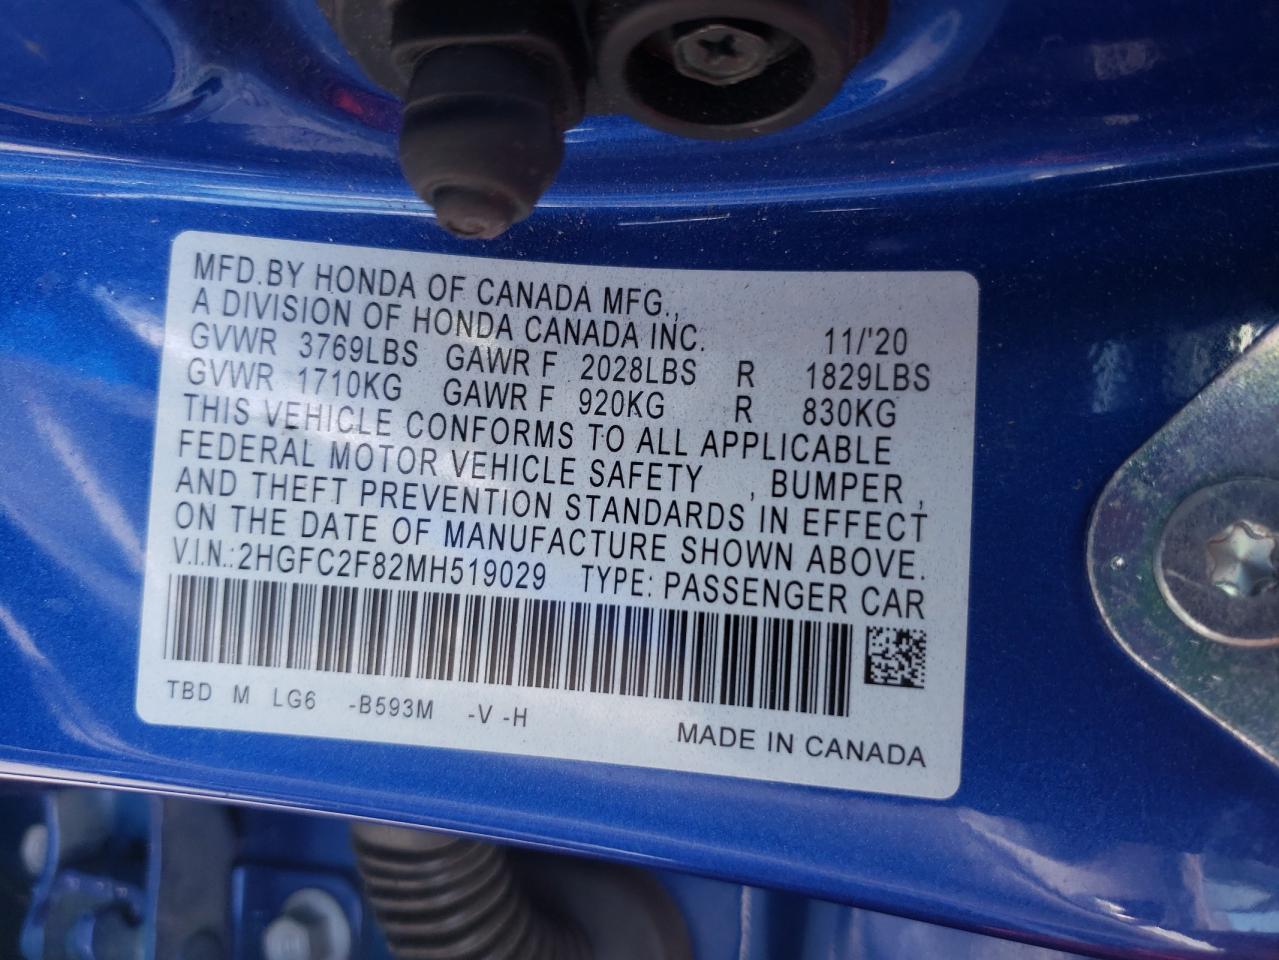 MFD.BY HONDA OF CANADA MFG.,
A DIVISION OF HONDA CANADA INC. 11/'20
GVWR 3769LBS GAWR F 2028LBS R 1829LBS
GVWR 1710KG GAWR F 920KG R 830KG
THIS VEHICLE CONFORMS TO ALL APPLICABLE
FEDERAL MOTOR VEHICLE SAFETY , BUMPER ,
AND THEFT PREVENTION STANDARDS IN EFFECT
ON THE DATE OF MANUFACTURE SHOWN ABOVE.
V.I.N.:2HGFC2F82MH519029 TYPE: PASSENGER CAR
TBD M LG6 -B593M -V -H
MADE IN CANADA